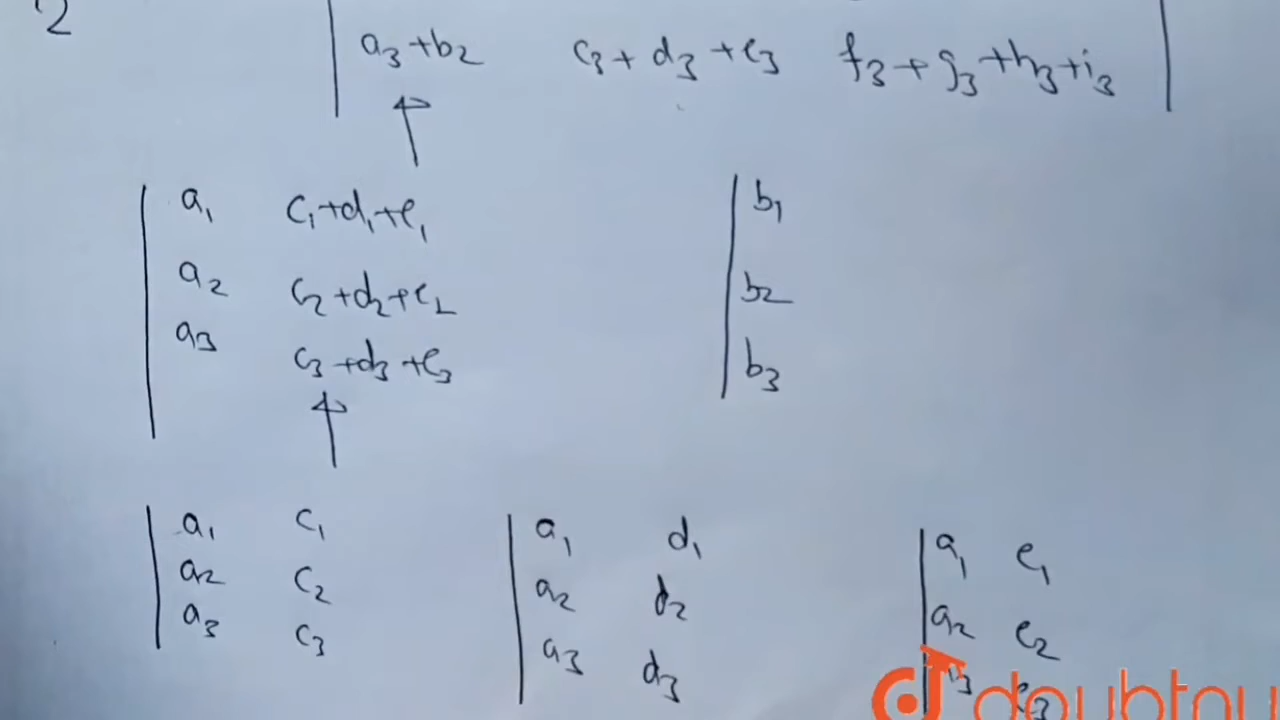 2
a₃+b₂ c₃+d₃+e₃ f₃+g₃+h₃+i₃
a₁ c₁+d₁+e₁ b₁
a₂ c₂+d₂+e₂ b₂
a₃ c₃+d₃+e₃ b₃
a₁ c₁ a₁ d₁ a₁ e₁
a₂ c₂ a₂ d₂ a₂ e₂
a₃ c₃ a₃ d₃ ₃ e₃
doubtnut